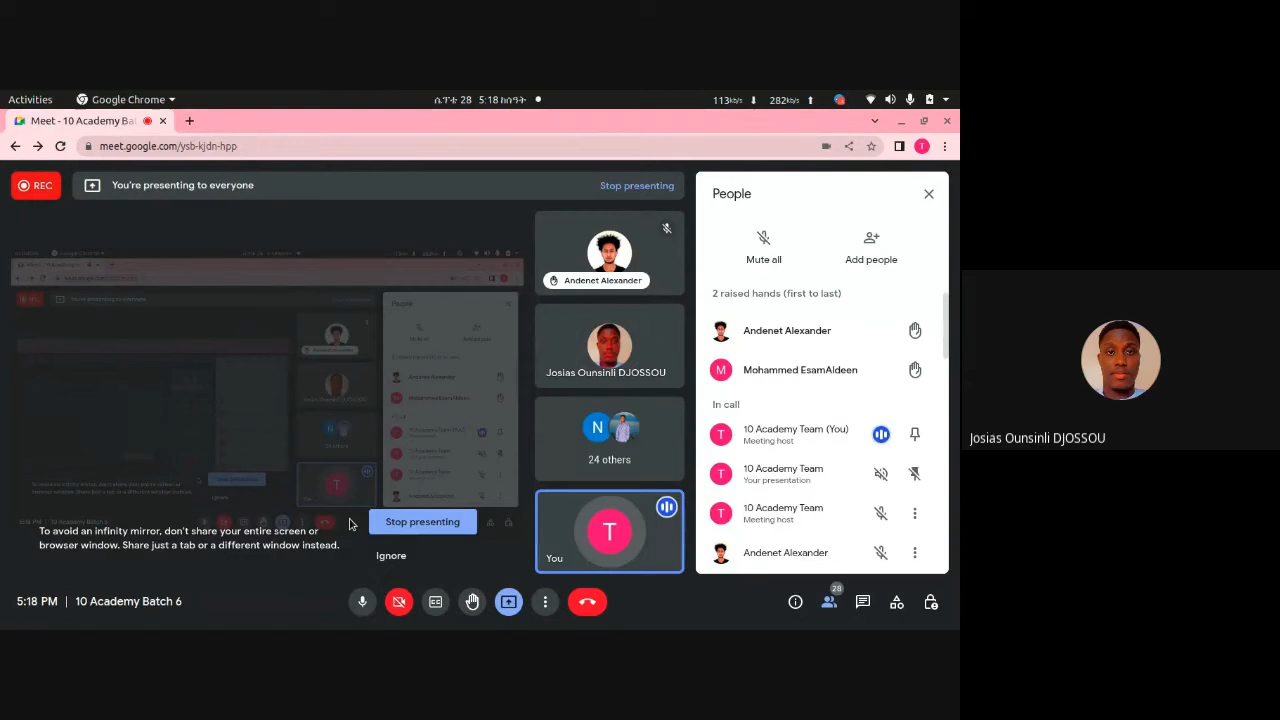 Activities
Google Chrome
ሴፕቴ 28 5:18 ከሰዓት
113kb/s
282kb/s
Meet - 10 Academy Bat
meet.google.com/ysb-kjdn-hpp
T
REC
You're presenting to everyone
Stop presenting
Andenet Alexander
Josias Ounsinli DJOSSOU
N
24 others
T
You
To avoid an infinity mirror, don't share your entire screen or
browser window. Share just a tab or a different window instead.
Stop presenting
Ignore
People
Mute all
Add people
2 raised hands (first to last)
Andenet Alexander
M
Mohammed EsamAldeen
In call
T
10 Academy Team (You)
Meeting host
T
10 Academy Team
Your presentation
T
10 Academy Team
Meeting host
Andenet Alexander
5:18 PM | 10 Academy Batch 6
28
Josias Ounsinli DJOSSOU